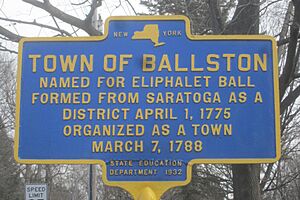 NEW YORK
TOWN OF BALLSTON
NAMED FOR ELIPHALET BALL
FORMED FROM SARATOGA AS A
DISTRICT APRIL 1, 1775
ORGANIZED AS A TOWN
MARCH 7, 1788
STATE EDUCATION
DEPARTMENT 1932
SPEED
LIMIT